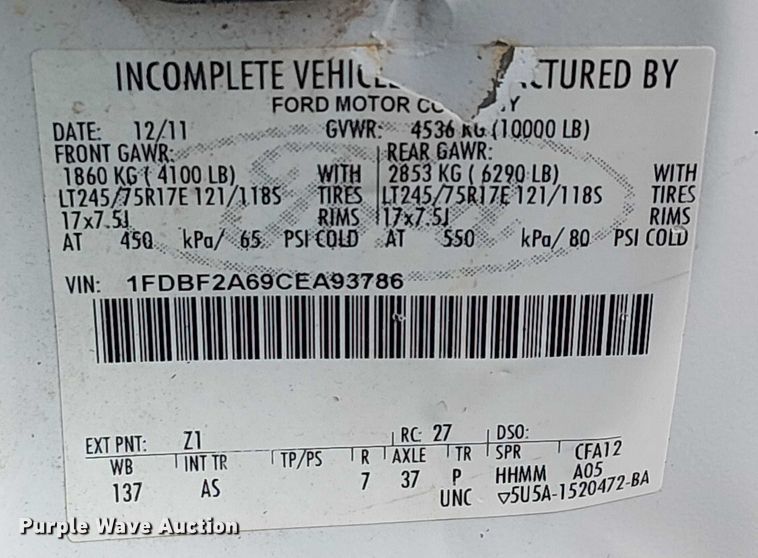 INCOMPLETE VEHIC TURED BY
FORD MOTOR CO Y
DATE: 12/11 GVWR: 4536 KG (10000 LB)
FRONT GAWR: REAR GAWR:
1860 KG ( 4100 LB) WITH 2853 KG ( 6290 LB) WITH
LT245/75R17E 121/118S TIRES LT245/75R17E 121/118S TIRES
17x7.5J RIMS 17x7.5J RIMS
AT 450 kPa/ 65 PSI COLD AT 550 kPa/ 80 PSI COLD
VIN: 1FDBF2A69CEA93786
EXT PNT: Z1 RC: 27 DSO:
WB INT TR TP/PS R AXLE TR SPR CFA12
137 AS 7 37 P HHMM A05
UNC ▽5U5A-1520472-BA
Purple Wave Auction